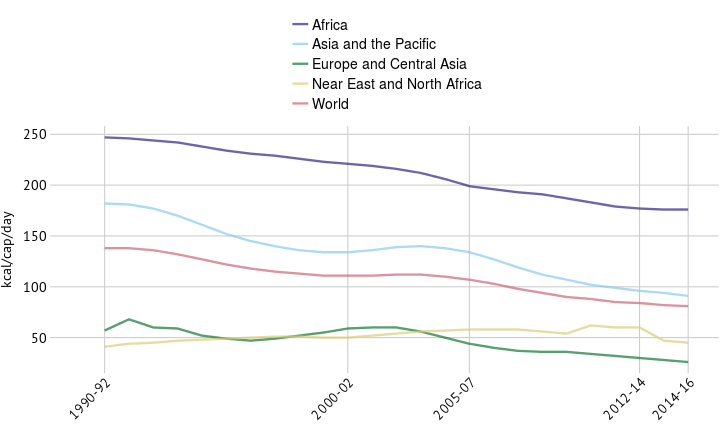 Africa
Asia and the Pacific
Europe and Central Asia
Near East and North Africa
World
250
200
150
100
50
kcal/cap/day
1990-92
2000-02
2005-07
2012-14
2014-16